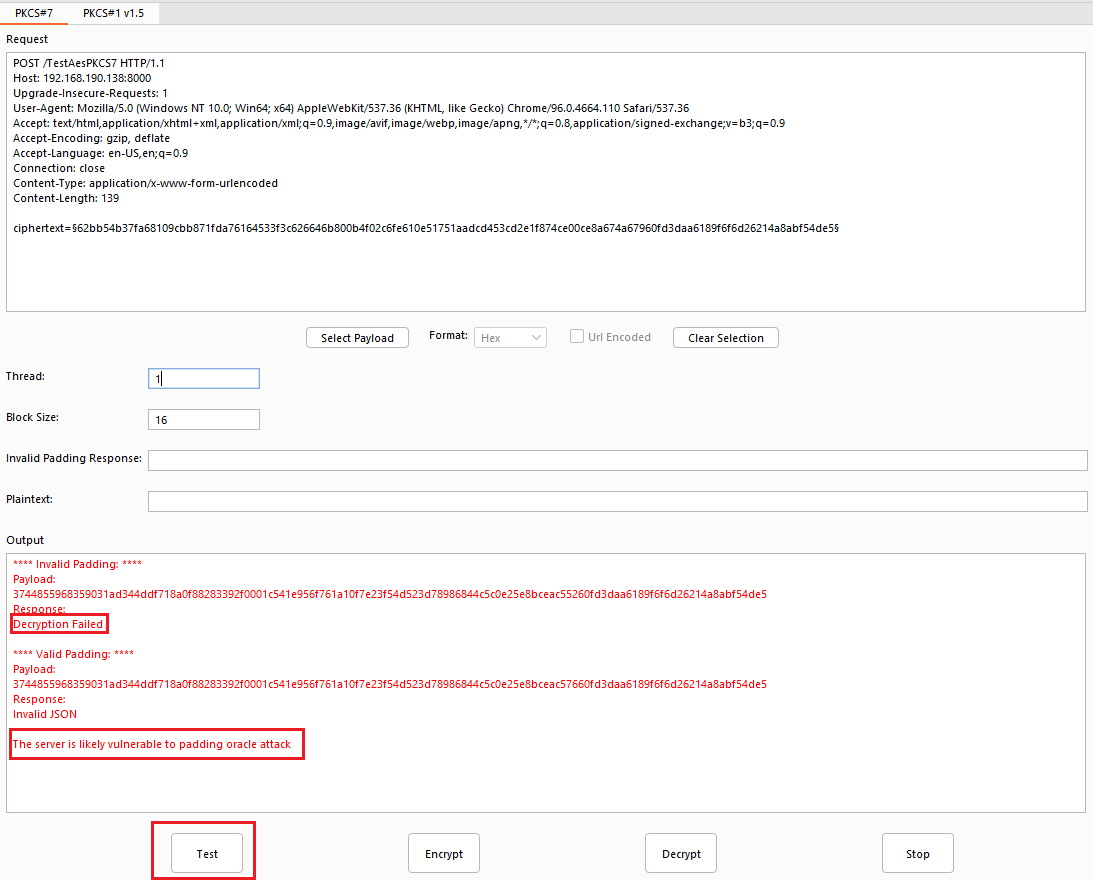 PKCS#7 PKCS#1 v1.5
Request
POST /TestAesPKCS7 HTTP/1.1
Host: 192.168.190.138:8000
Upgrade-Insecure-Requests: 1
User-Agent: Mozilla/5.0 (Windows NT 10.0; Win64; x64) AppleWebKit/537.36 (KHTML, like Gecko) Chrome/96.0.4664.110 Safari/537.36
Accept: text/html,application/xhtml+xml,application/xml;q=0.9,image/avif,image/webp,image/apng,*/*;q=0.8,application/signed-exchange;v=b3;q=0.9
Accept-Encoding: gzip, deflate
Accept-Language: en-US,en;q=0.9
Connection: close
Content-Type: application/x-www-form-urlencoded
Content-Length: 139
ciphertext=§62bb54b37fa68109cbb871fda76164533f3c626646b800b4f02c6fe610e51751aadcd453cd2e1f874ce00ce8a674a67960fd3daa6189f6f6d26214a8abf54de5§
Select Payload Format: Hex Url Encoded Clear Selection
Thread: 1
Block Size: 16
Invalid Padding Response:
Plaintext:
Output
**** Invalid Padding: ****
Payload:
3744855968359031ad344ddf718a0f88283392f0001c541e956f761a10f7e23f54d523d78986844c5c0e25e8bceac55260fd3daa6189f6f6d26214a8abf54de5
Response:
Decryption Failed
**** Valid Padding: ****
Payload:
3744855968359031ad344ddf718a0f88283392f0001c541e956f761a10f7e23f54d523d78986844c5c0e25e8bceac57660fd3daa6189f6f6d26214a8abf54de5
Response:
Invalid JSON
The server is likely vulnerable to padding oracle attack
Test Encrypt Decrypt Stop